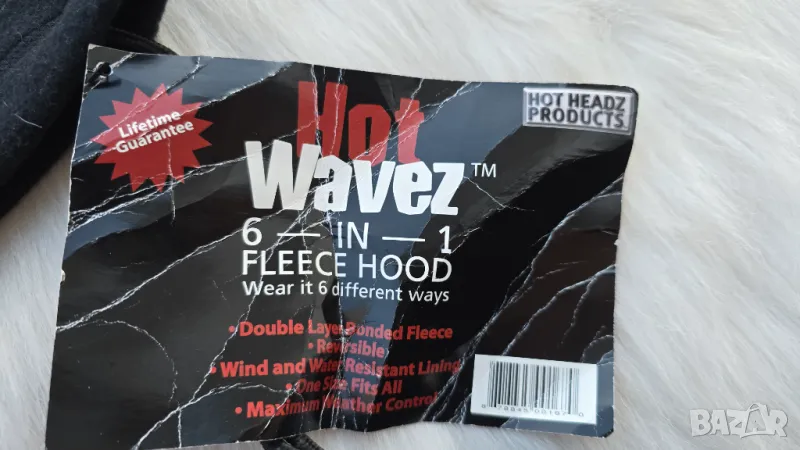 Lifetime
Guarantee
HOT HEADZ
PRODUCTS
Hot
Wavez™
6 — IN — 1
FLEECE HOOD
Wear it 6 different ways
• Double Layer Bonded Fleece
• Reversible
• Wind and Water Resistant Lining
• One Size Fits All
• Maximum Weather Control
BAZAR